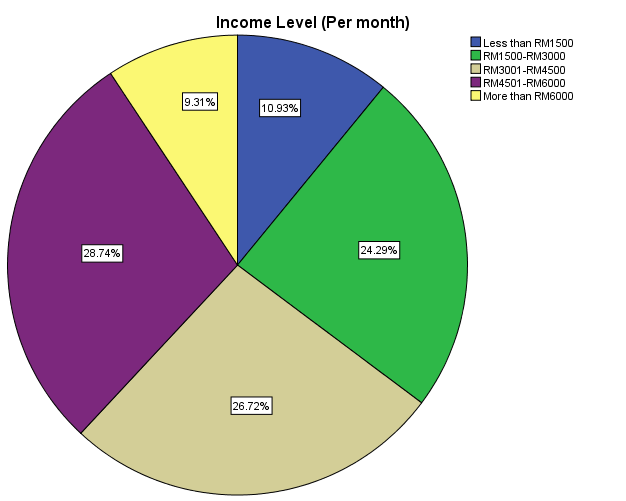 Income Level (Per month)
Less than RM1500
RM1500-RM3000
RM3001-RM4500
RM4501-RM6000
More than RM6000
9.31%
10.93%
24.29%
28.74%
26.72%